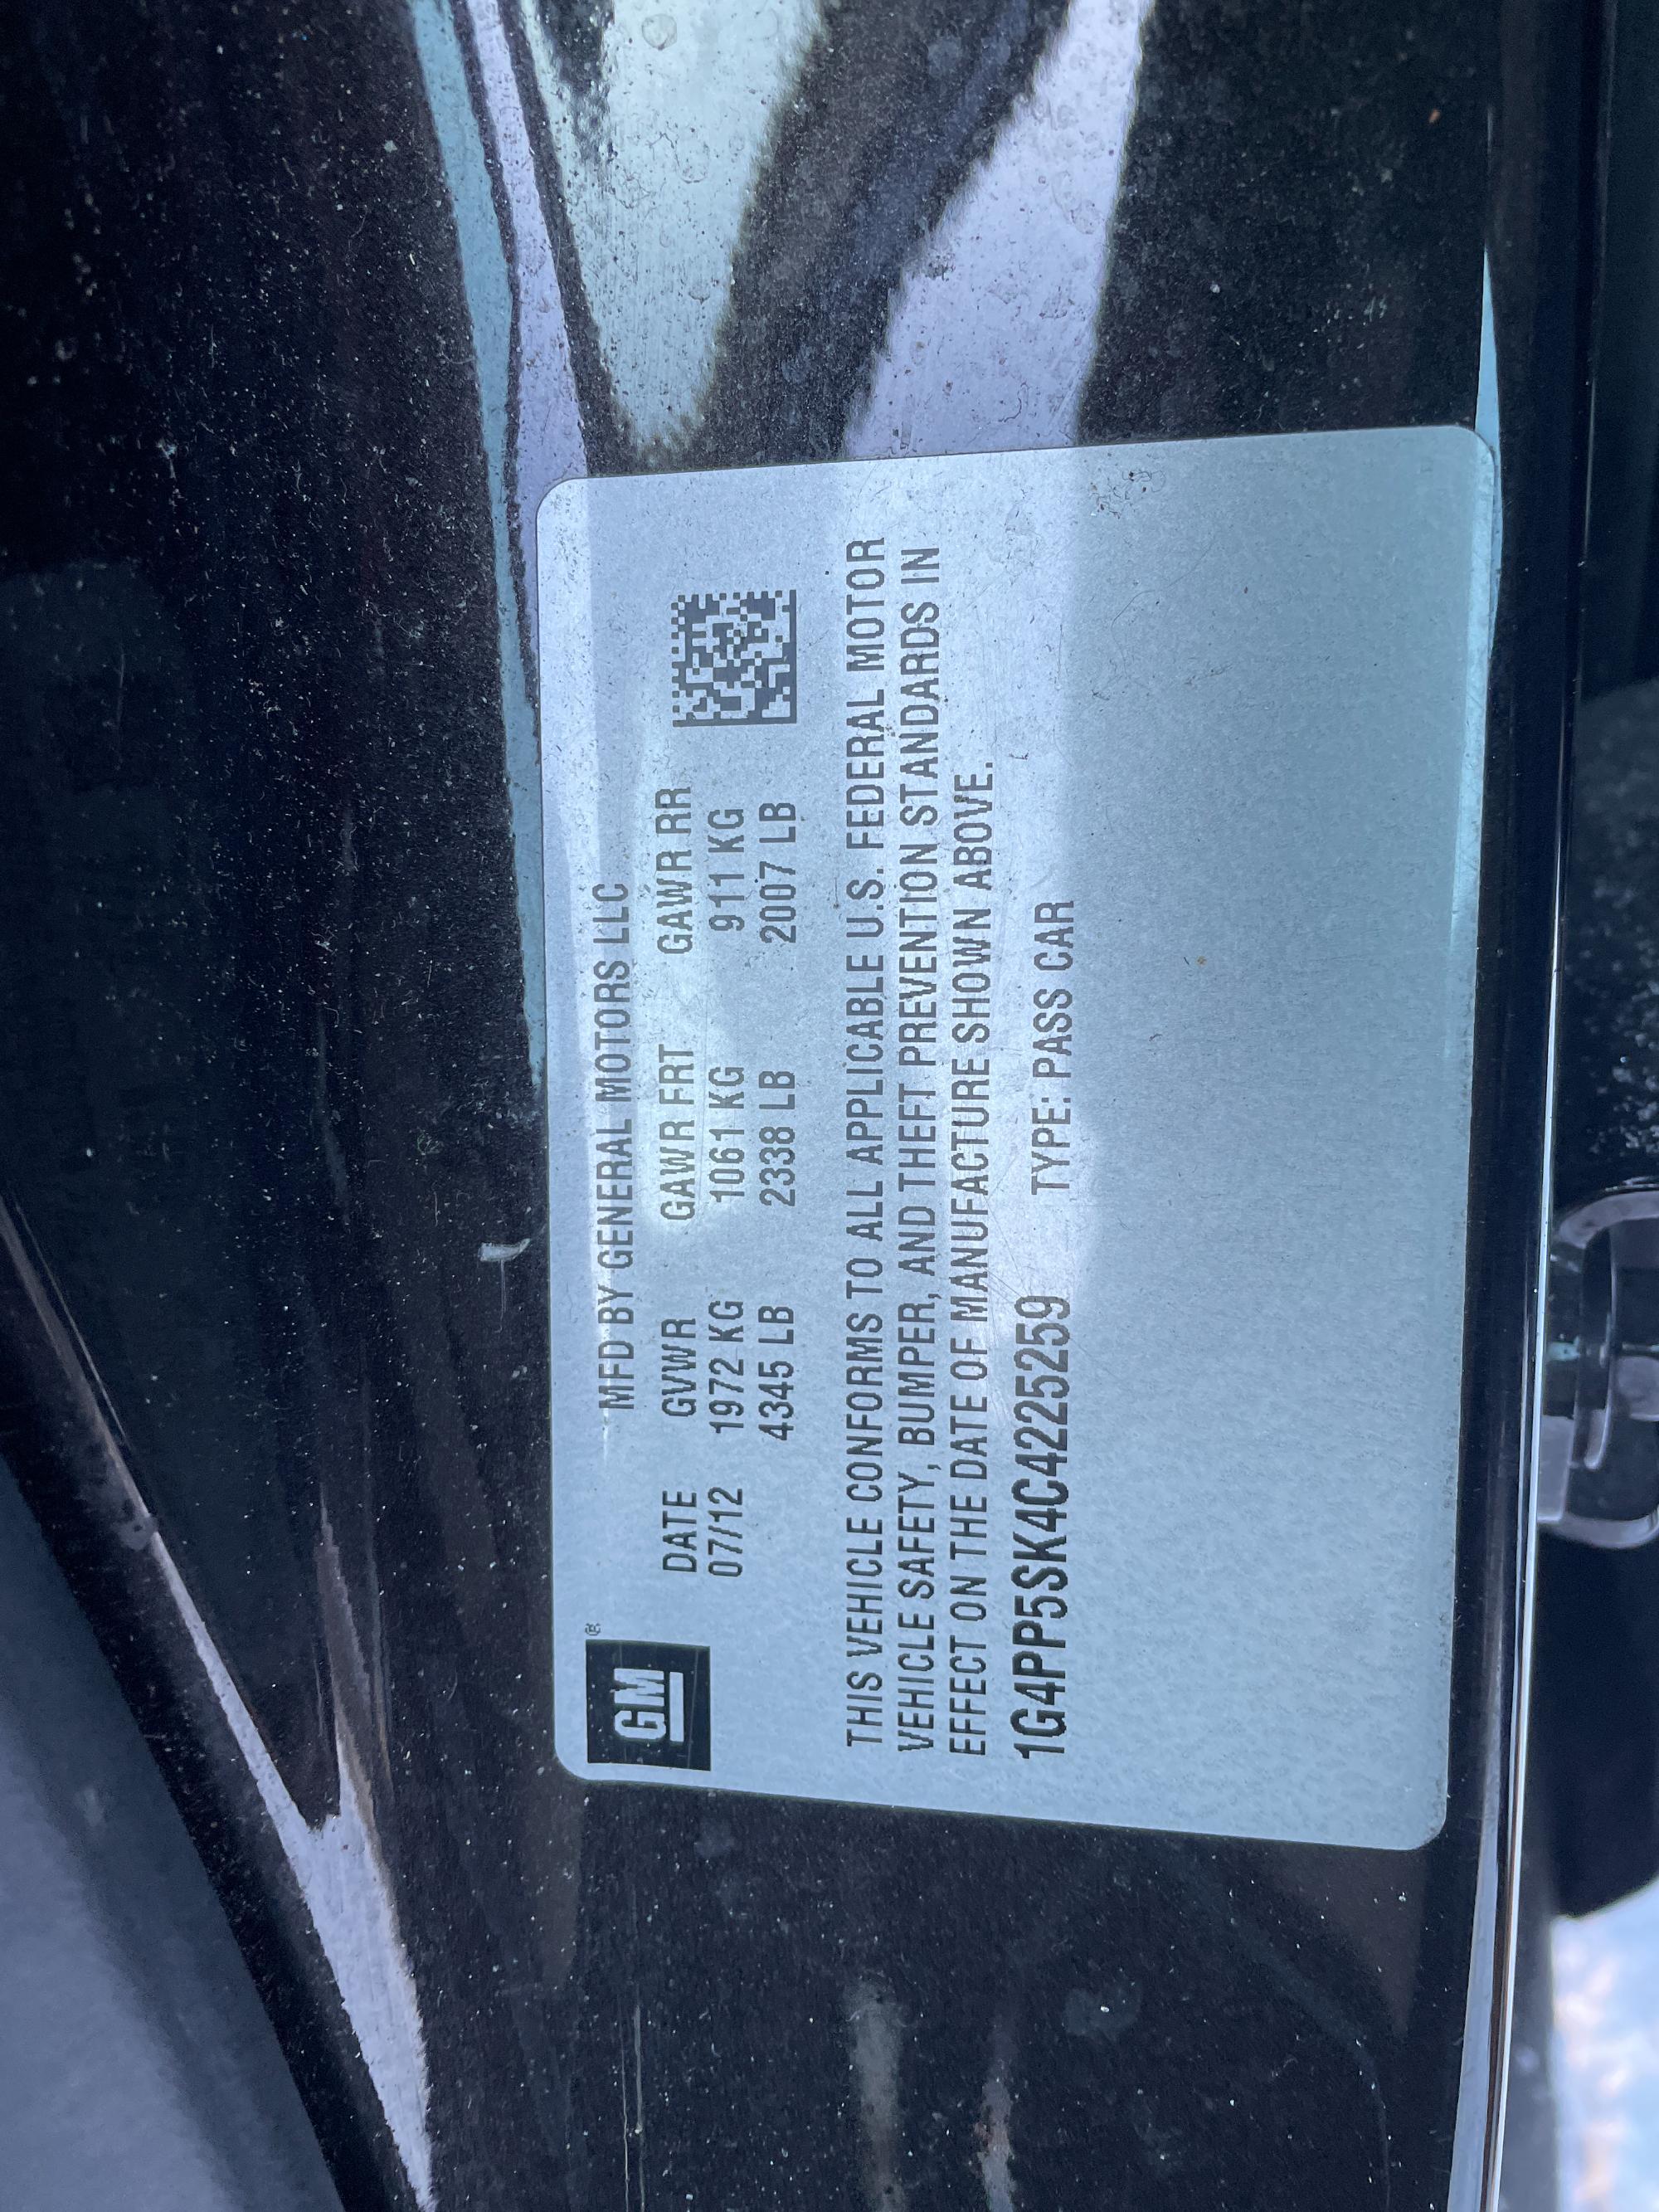 GM ®
MFD BY GENERAL MOTORS LLC
DATE GVWR GAWR FRT GAWR RR
07/12 1972 KG 1061 KG 911 KG
4345 LB 2338 LB 2007 LB
THIS VEHICLE CONFORMS TO ALL APPLICABLE U.S. FEDERAL MOTOR
VEHICLE SAFETY, BUMPER, AND THEFT PREVENTION STANDARDS IN
EFFECT ON THE DATE OF MANUFACTURE SHOWN ABOVE.
1G4PP5SK4C4225259 TYPE: PASS CAR